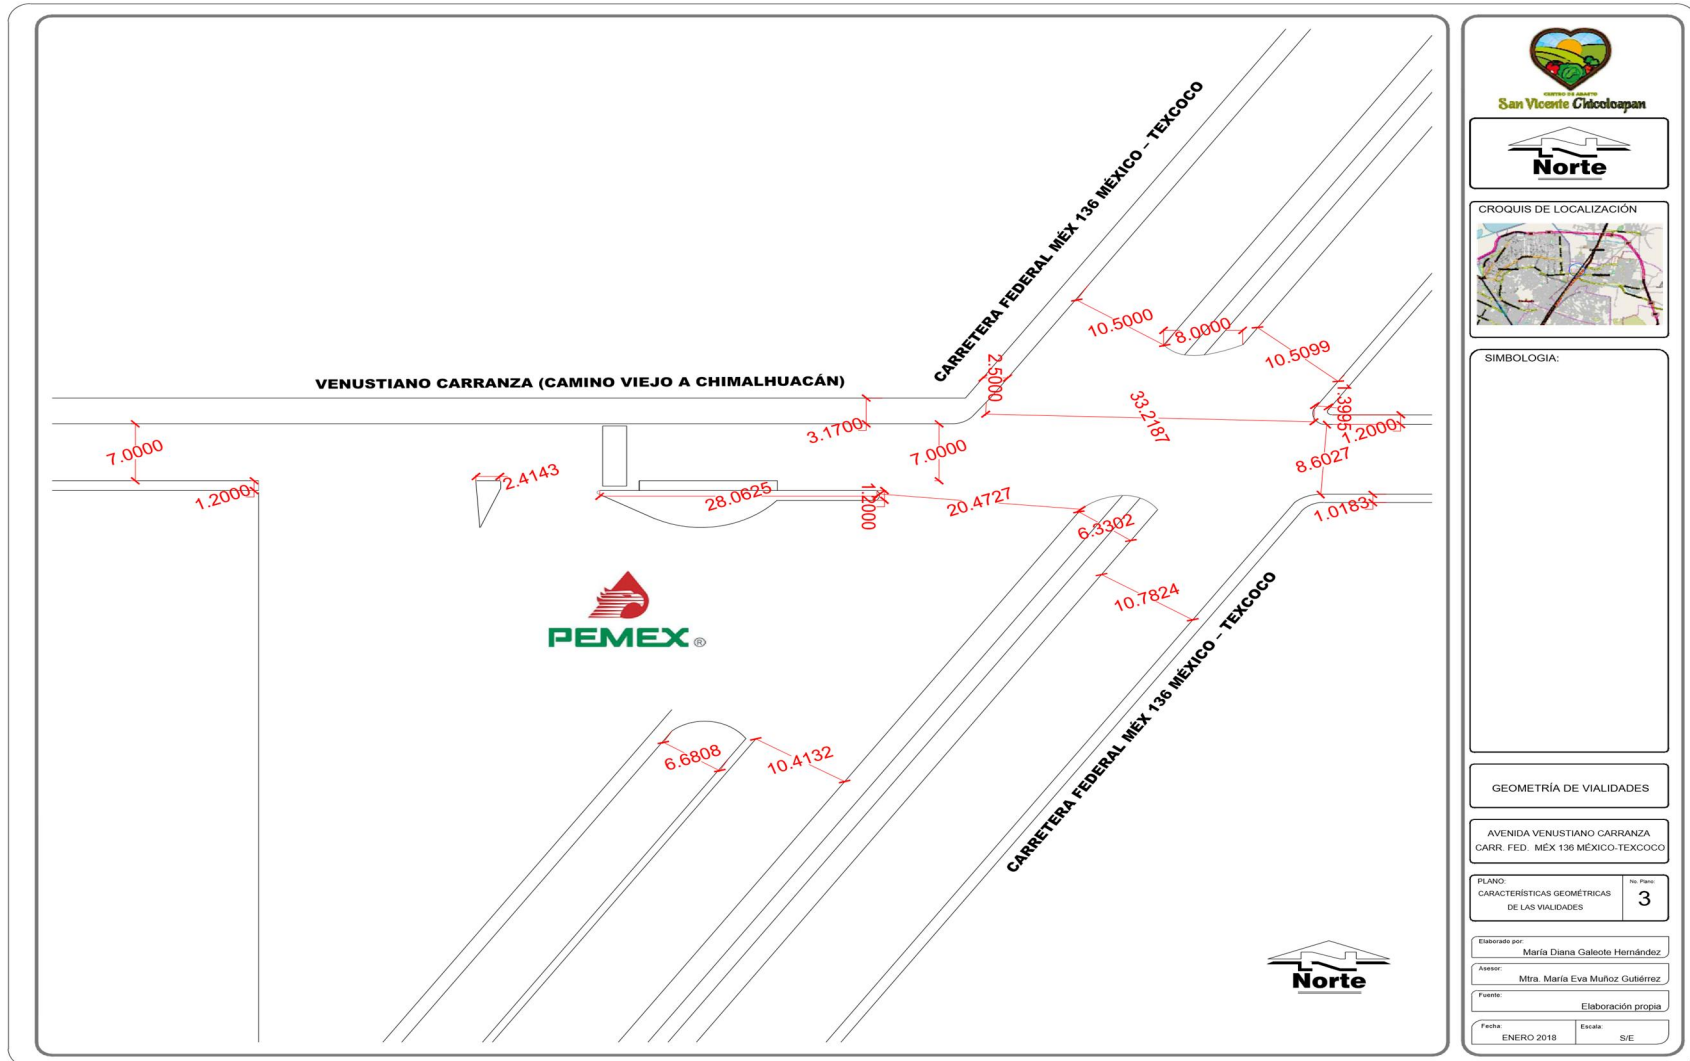 CARRETERA FEDERAL MÉX 136 MÉXICO - TEXCOCO
VENUSTIANO CARRANZA (CAMINO VIEJO A CHIMALHUACÁN)
10.5000
8.0000
10.5099
2.5000
33.2187
1.3995
1.2000
3.1700
7.0000
7.0000
8.6027
2.4143
1.2000
28.0625
1.2000
20.4727
6.3302
1.0183
10.7824
PEMEX ®
CARRETERA FEDERAL MÉX 136 MÉXICO - TEXCOCO
6.6808
10.4132
Norte
CENTRO DE ABASTO
San Vicente Chicoloapan
Norte
CROQUIS DE LOCALIZACIÓN
SIMBOLOGIA:
GEOMETRÍA DE VIALIDADES
AVENIDA VENUSTIANO CARRANZA
CARR. FED. MÉX 136 MÉXICO-TEXCOCO
PLANO:
CARACTERÍSTICAS GEOMÉTRICAS
DE LAS VIALIDADES
No. Plano:
3
Elaborado por:
María Diana Galeote Hernández
Asesor:
Mtra. María Eva Muñoz Gutiérrez
Fuente:
Elaboración propia
Fecha:
ENERO 2018
Escala:
S/E